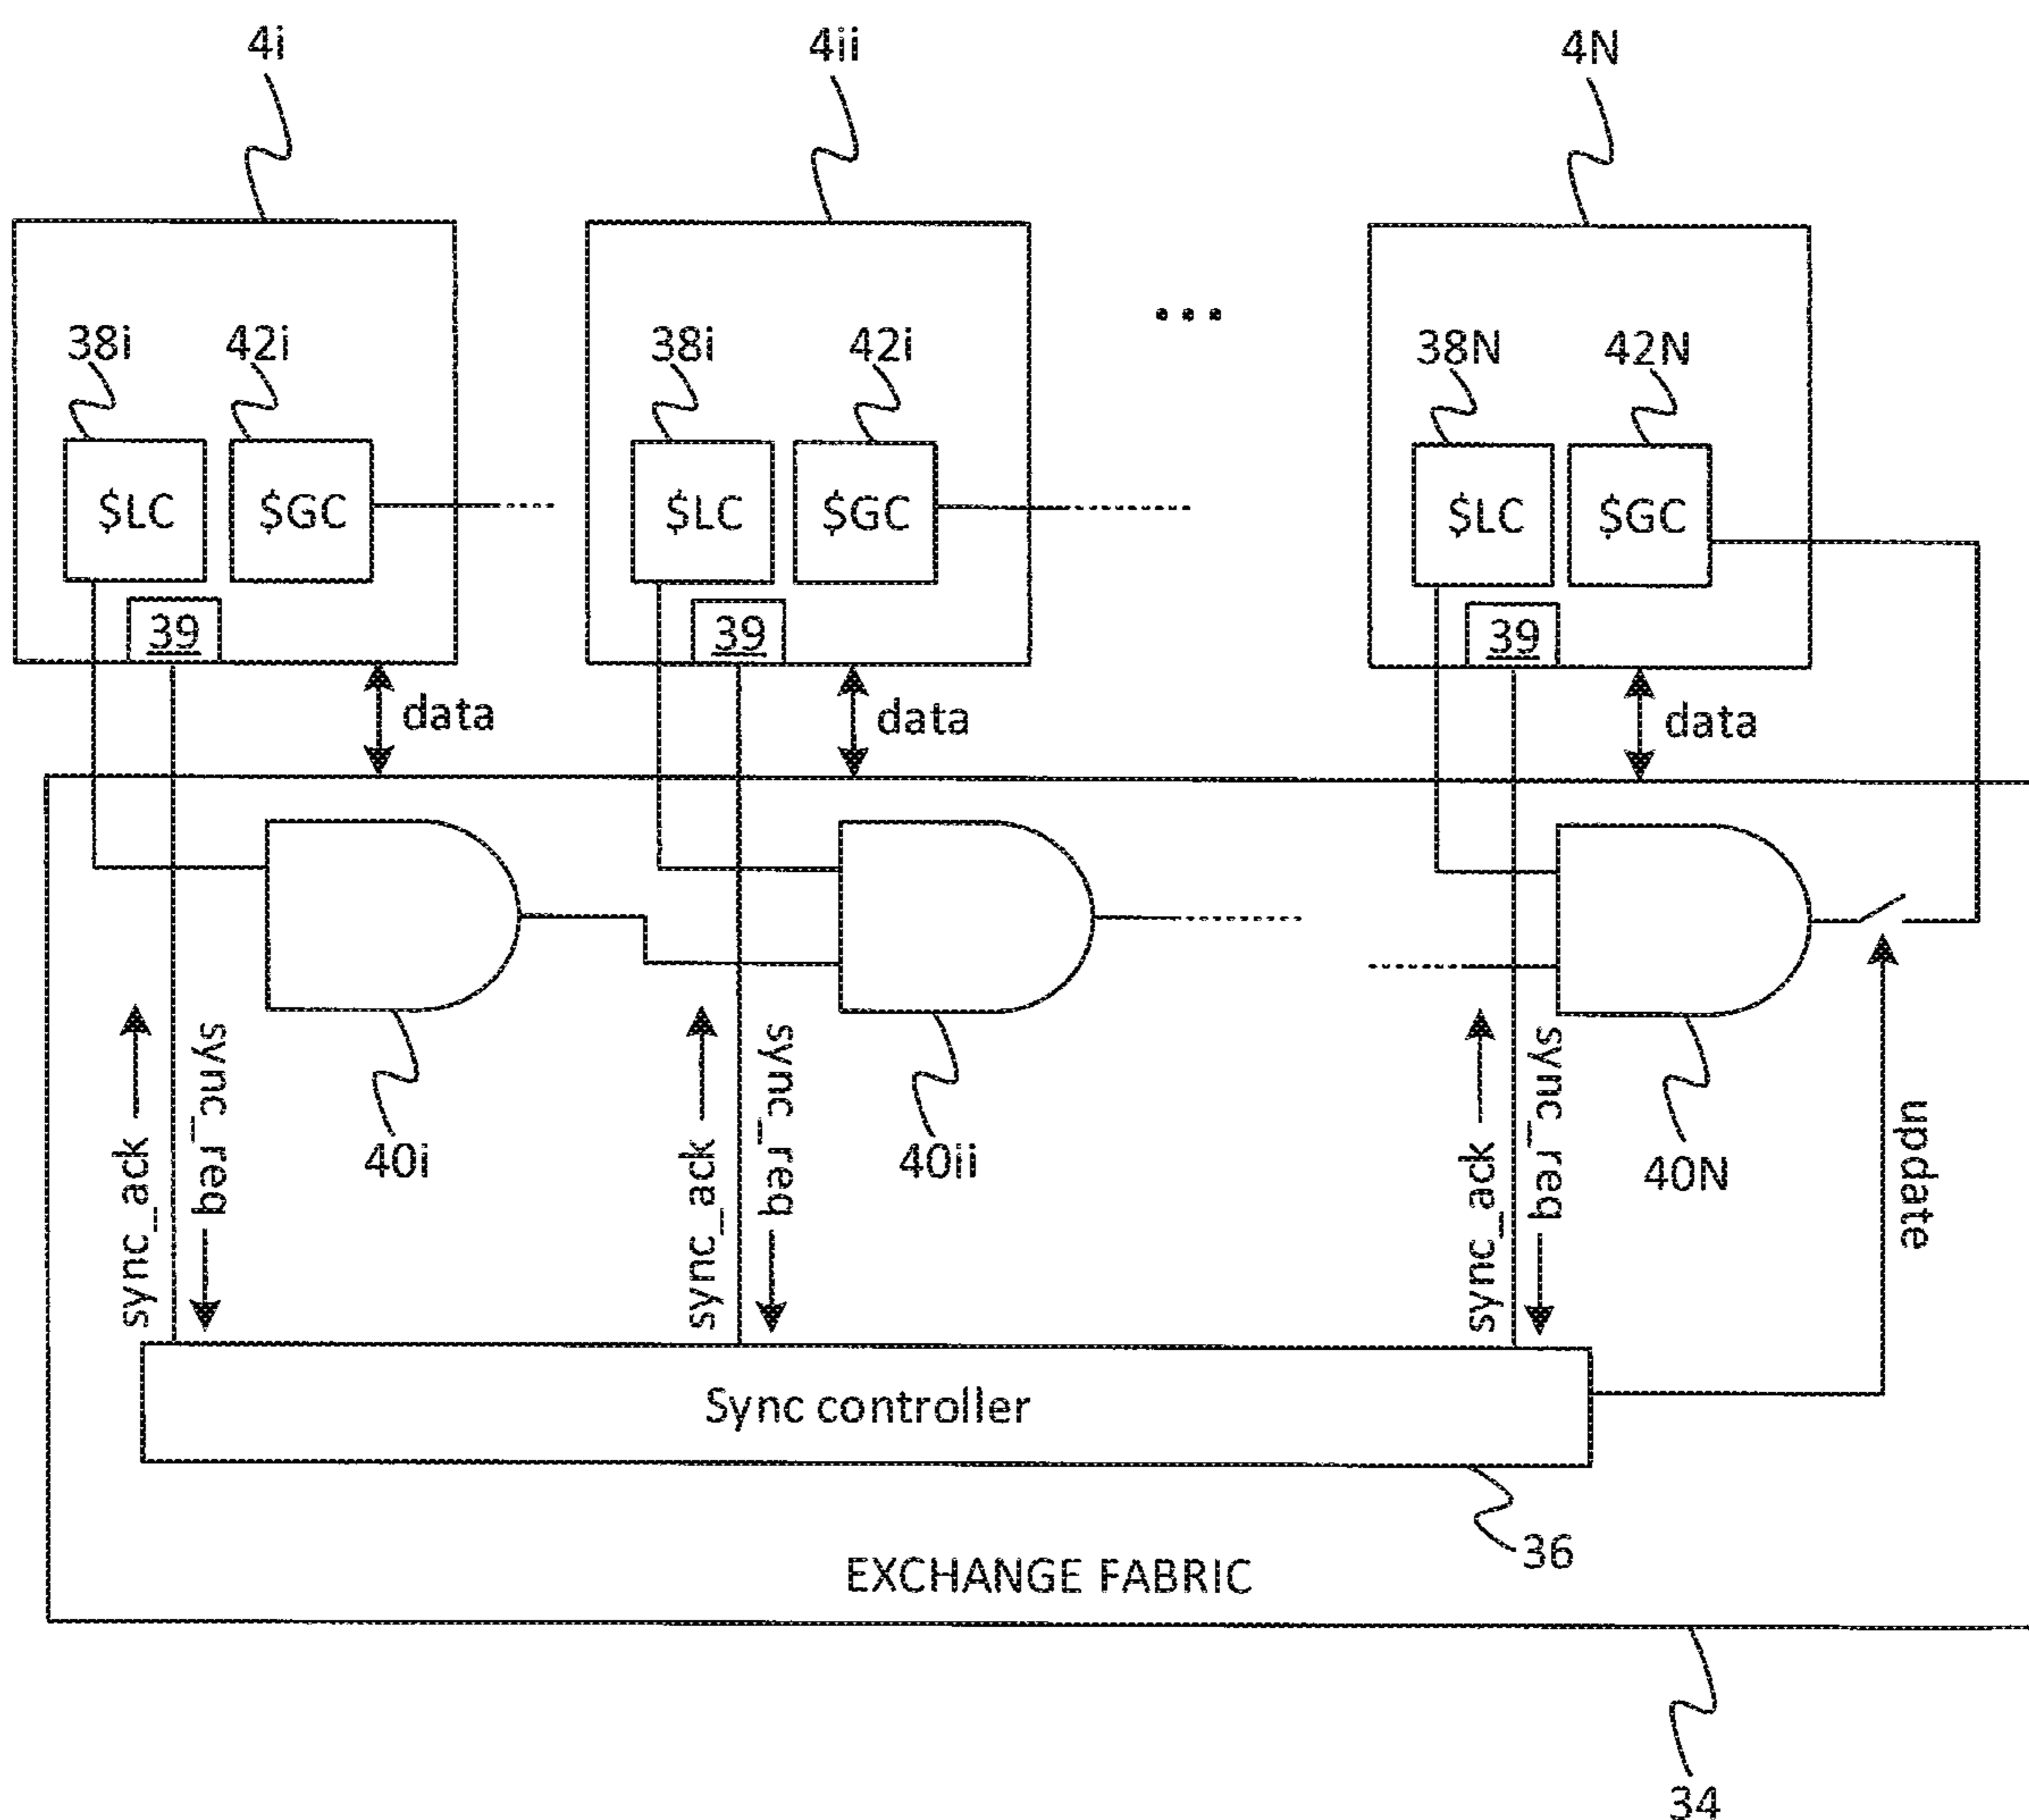 4i 4ii 4N
...
38i 42i 38i 42i 38N 42N
$LC $GC $LC $GC $LC $GC
39 39 39
data data data
sync_ack sync_req sync_ack sync_req sync_ack sync_req update
40i 40ii 40N
Sync controller
36
EXCHANGE FABRIC
34